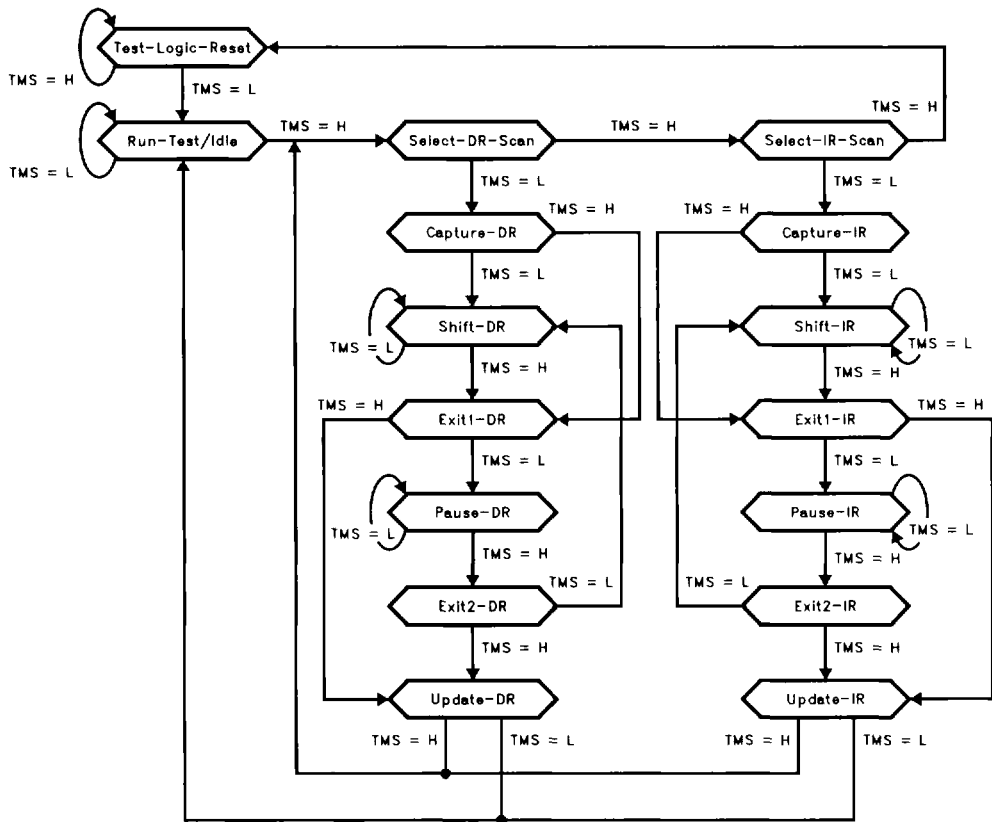 Test-Logic-Reset
TMS = H
TMS = L
Run-Test/Idle
TMS = H
Select-DR-Scan
TMS = H
Select-IR-Scan
TMS = H
TMS = L
TMS = L
TMS = L
TMS = H
TMS = H
Capture-DR
Capture-IR
TMS = L
TMS = L
Shift-DR
Shift-IR
TMS = L
TMS = L
TMS = H
TMS = H
TMS = H
Exit1-DR
Exit1-IR
TMS = H
TMS = L
TMS = L
Pause-DR
Pause-IR
TMS = L
TMS = L
TMS = H
TMS = H
Exit2-DR
TMS = L
TMS = L
Exit2-IR
TMS = H
TMS = H
Update-DR
Update-IR
TMS = H
TMS = L
TMS = H
TMS = L